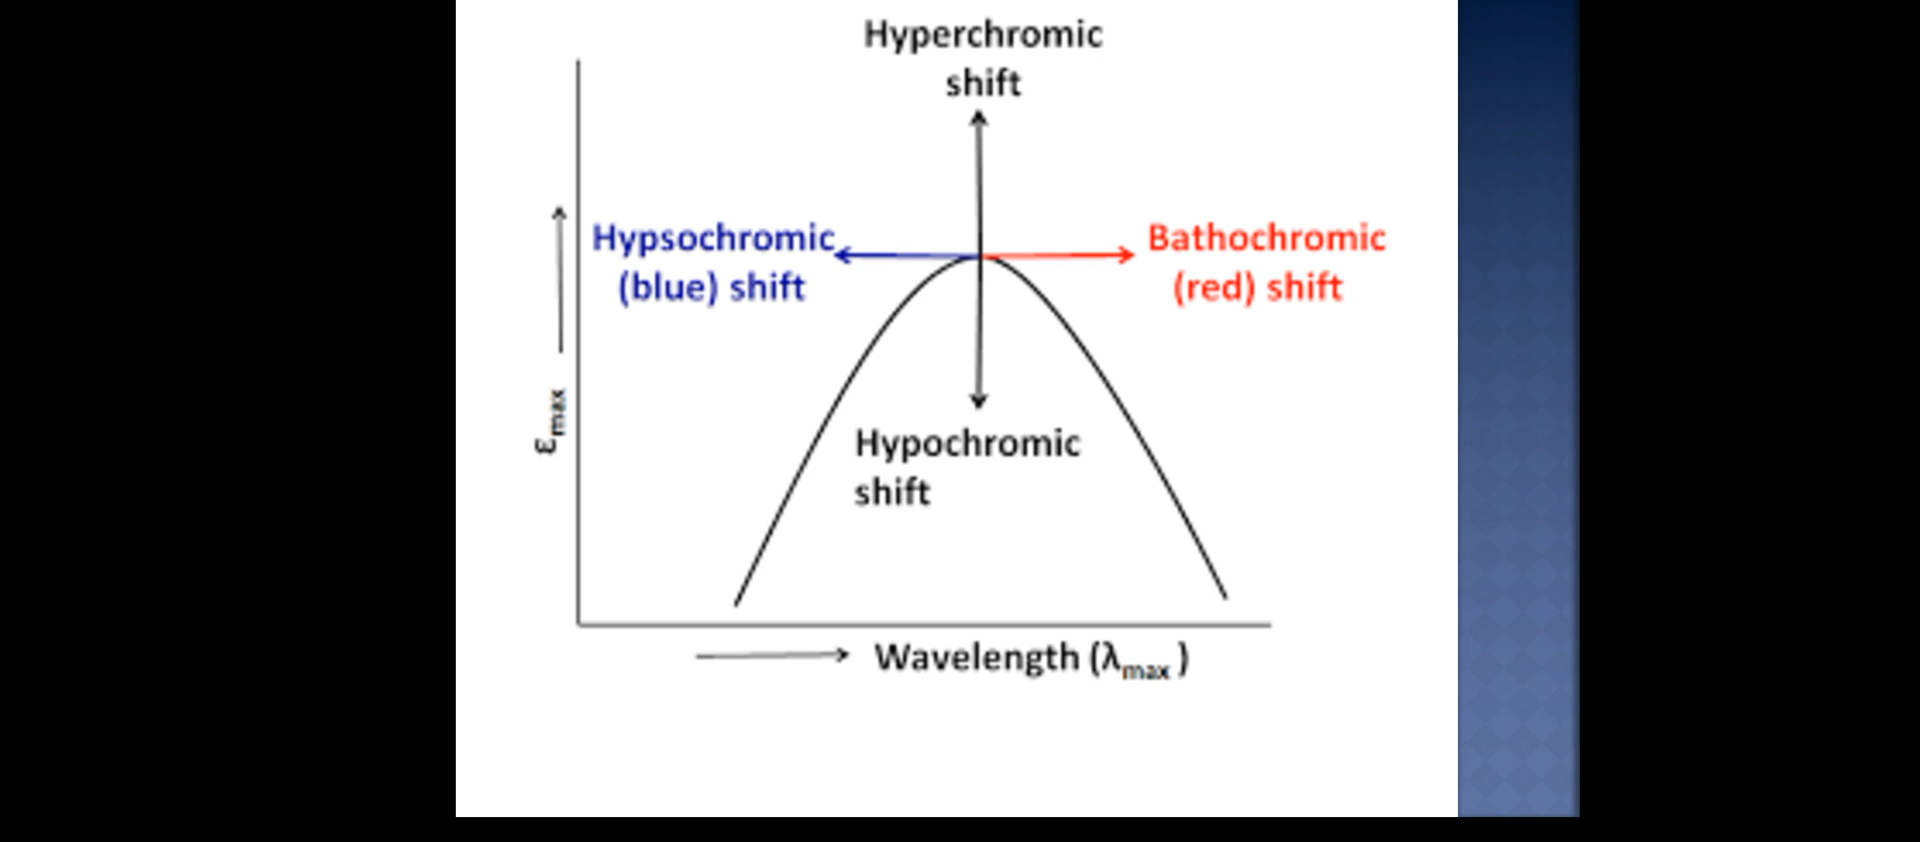 Hyperchromic
shift
Hypsochromic
(blue) shift
Bathochromic
(red) shift
Hypochromic
shift
εmax
Wavelength (λmax )